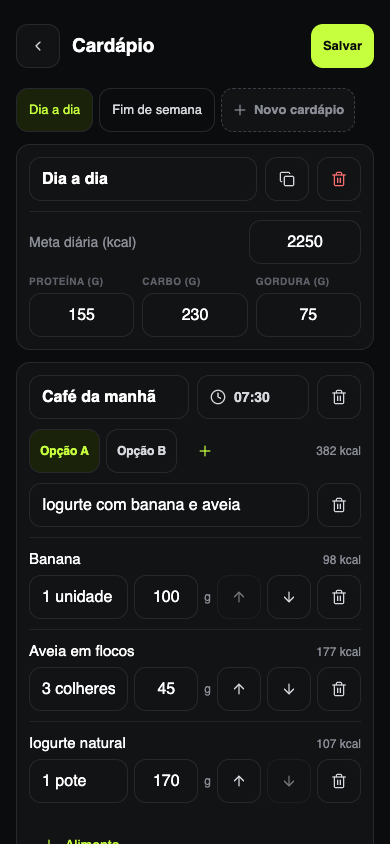 Cardápio
Salvar
Dia a dia
Fim de semana
+ Novo cardápio
Dia a dia
Meta diária (kcal)
2250
PROTEÍNA (G)
CARBO (G)
GORDURA (G)
155
230
75
Café da manhã
07:30
Opção A
Opção B
+
382 kcal
Iogurte com banana e aveia
Banana
98 kcal
1 unidade
100
g
Aveia em flocos
177 kcal
3 colheres
45
g
Iogurte natural
107 kcal
1 pote
170
g